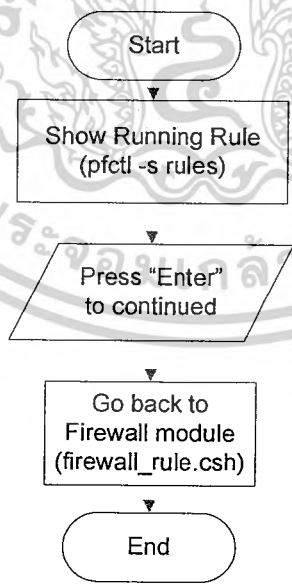 Start
Show Running Rule
(pfctl -s rules)
Press “Enter”
to continued
Go back to
Firewall module
(firewall_rule.csh)
End